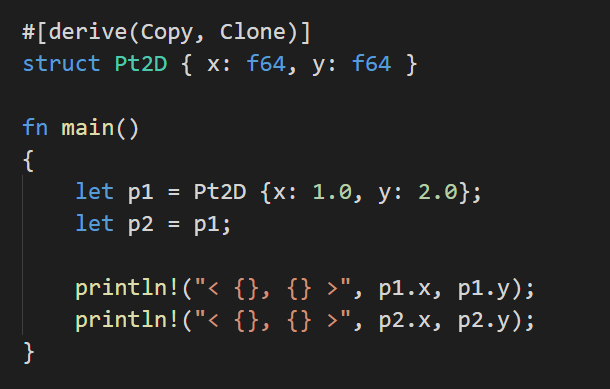 #[derive(Copy, Clone)]
struct Pt2D { x: f64, y: f64 }
fn main()
{
    let p1 = Pt2D {x: 1.0, y: 2.0};
    let p2 = p1;
    println!("< {}, {} >", p1.x, p1.y);
    println!("< {}, {} >", p2.x, p2.y);
}